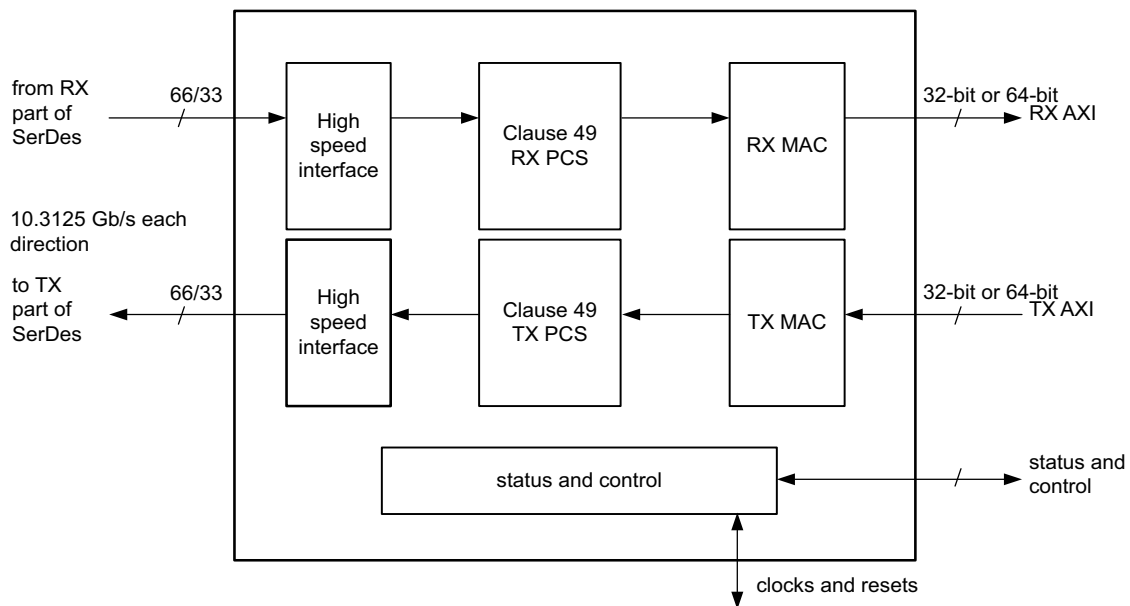 from RX
part of
SerDes
66/33
High
speed
interface
Clause 49
RX PCS
RX MAC
32-bit or 64-bit
RX AXI
10.3125 Gb/s each
direction
to TX
part of
SerDes
66/33
High
speed
interface
Clause 49
TX PCS
TX MAC
32-bit or 64-bit
TX AXI
status and control
status and
control
clocks and resets